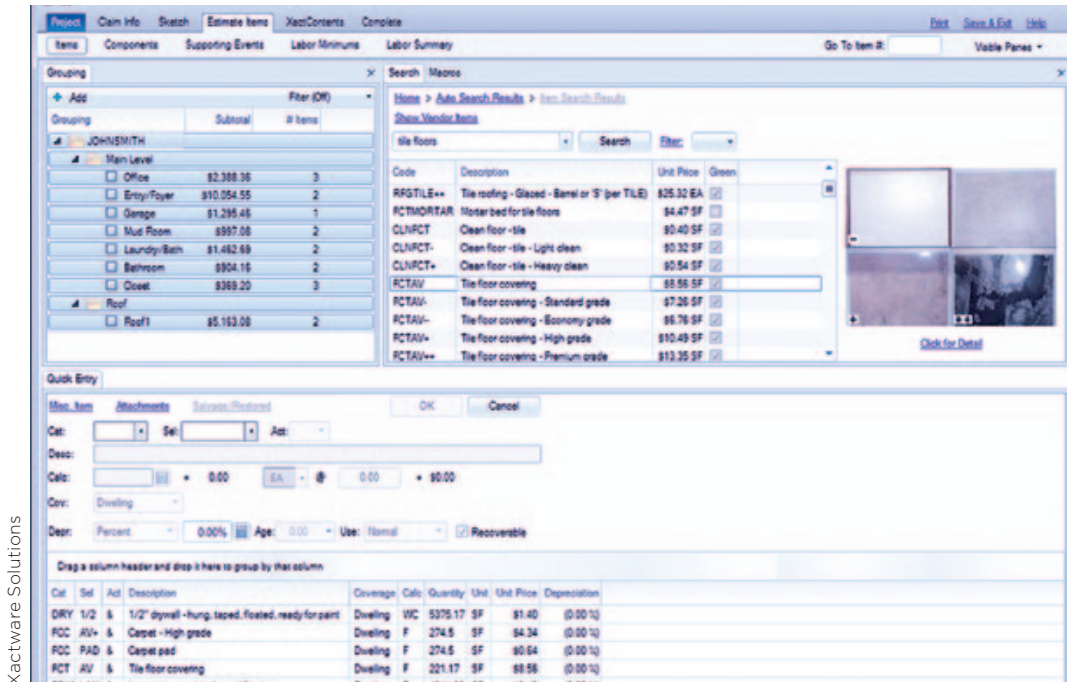 Project Claim Info Sketch Estimate Items XactContents Complete Print Save & Exit Help
Items Components Supporting Events Labor Minimums Labor Summary Go To Item #: Visible Panes
Grouping
Add Filter (Off)
Grouping Subtotal # Items
JOHNSMITH
Main Level
Office $2,388.36 3
Entry/Foyer $10,054.55 2
Garage $1,295.46 1
Mud Room $997.08 2
Laundry/Bath $1,462.69 2
Bathroom $904.16 2
Closet $369.20 3
Roof
Roof1 $5,163.08 2
Search Macros
Home > Auto Search Results > Item Search Results
Show Vendor Items
tile floors Search Filter:
Code Description Unit Price Green
RFGTILE++ Tile roofing - Glazed - Barrel or 'S' (per TILE) $25.32 EA
FCTMORTAR Mortar bed for tile floors $4.47 SF
CLNFCT Clean floor - tile $0.40 SF
CLNFCT- Clean floor - tile - Light clean $0.32 SF
CLNFCT+ Clean floor - tile - Heavy clean $0.54 SF
FCTAV Tile floor covering $8.56 SF
FCTAV- Tile floor covering - Standard grade $7.26 SF
FCTAV-- Tile floor covering - Economy grade $6.76 SF
FCTAV+ Tile floor covering - High grade $10.49 SF
FCTAV++ Tile floor covering - Premium grade $13.35 SF
- + ++
Click for Detail
Quick Entry
Misc. Item Attachments Salvage/Restored OK Cancel
Cat: Sel: Act:
Desc:
Calc: 0.00 EA @ 0.00 = $0.00
Cov: Dwelling
Depr: Percent 0.00% Age: 0.00 Use: Normal Recoverable
Drag a column header and drop it here to group by that column
Cat Sel Act Description Coverage Calc Quantity Unit Unit Price Depreciation
DRY 1/2 & 1/2" drywall - hung, taped, floated, ready for paint Dwelling WC 5375.17 SF $1.40 (0.00 %)
FCC AV+ & Carpet - High grade Dwelling F 274.5 SF $4.34 (0.00 %)
FCC PAD & Carpet pad Dwelling F 274.5 SF $0.64 (0.00 %)
FCT AV & Tile floor covering Dwelling F 221.17 SF $8.56 (0.00 %)
Xactware Solutions